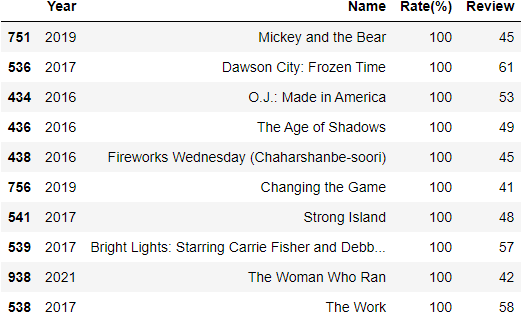 Year Name Rate(%) Review
751 2019 Mickey and the Bear 100 45
536 2017 Dawson City: Frozen Time 100 61
434 2016 O.J.: Made in America 100 53
436 2016 The Age of Shadows 100 49
438 2016 Fireworks Wednesday (Chaharshanbe-soori) 100 45
756 2019 Changing the Game 100 41
541 2017 Strong Island 100 48
539 2017 Bright Lights: Starring Carrie Fisher and Debb... 100 57
938 2021 The Woman Who Ran 100 42
538 2017 The Work 100 58